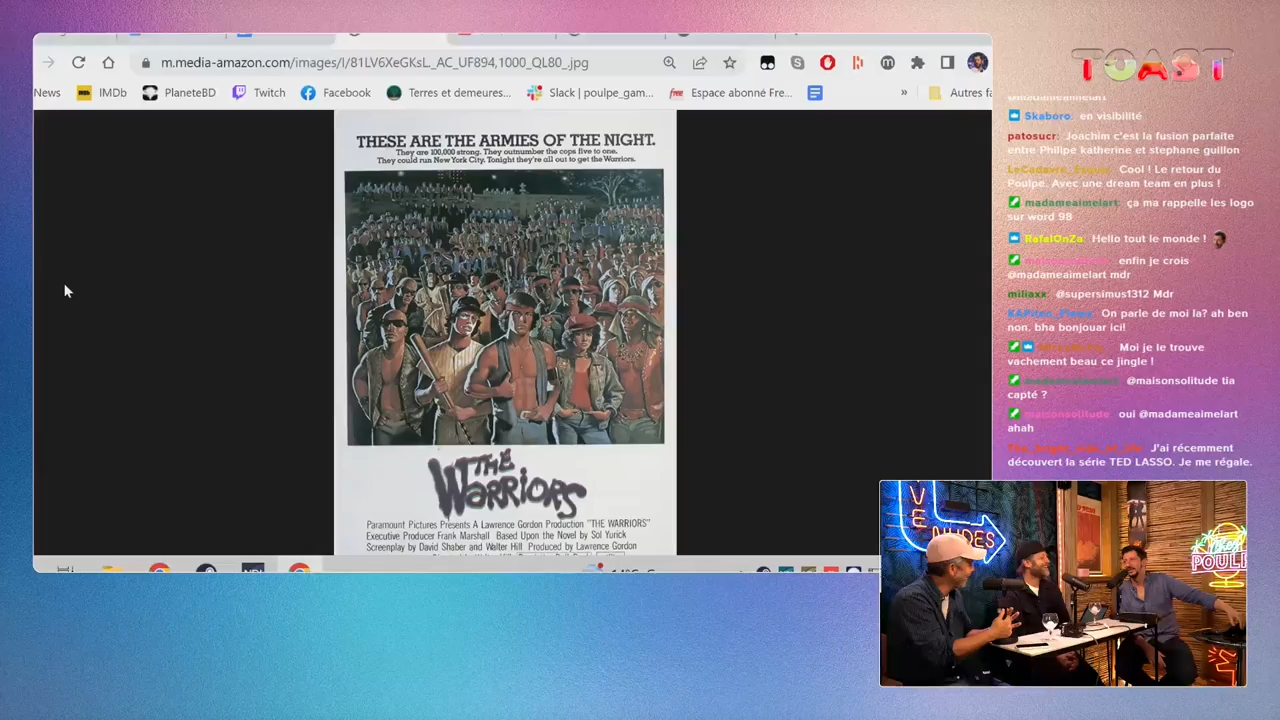 m.media-amazon.com/images/I/81LV6XeGKsL._AC_UF894,1000_QL80_.jpg
News IMDb PlaneteBD Twitch Facebook Terres et demeures... Slack | poulpe_gam... Espace abonné Fre... » Autres fa
THESE ARE THE ARMIES OF THE NIGHT.
They are 100,000 strong. They outnumber the cops five to one.
They could run New York City. Tonight they're all out to get the Warriors.
THE
WARRIORS
Paramount Pictures Presents A Lawrence Gordon Production "THE WARRIORS"
Executive Producer Frank Marshall Based Upon the Novel by Sol Yurick
Screenplay by David Shaber and Walter Hill Produced by Lawrence Gordon
TOAST
Skaboro: en visibilité
patosucr: Joachim c'est la fusion parfaite
entre Philipe katherine et stephane guillon
Cool ! Le retour du
Poulpe. Avec une dream team en plus !
madameaimelart: ça ma rappelle les logo
sur word 98
RafalOnZa: Hello tout le monde !
enfin je crois
@madameaimelart mdr
miliaxx: @supersimus1312 Mdr
On parle de moi la? ah ben
non. bha bonjouar ici!
Moi je le trouve
vachement beau ce jingle !
madameaimelart: @maisonsolitude tia
capté ?
maisonsolitude: oui @madameaimelart
ahah
J'ai récemment
découvert la série TED LASSO. Je me régale.
VE
NUDES
POULP